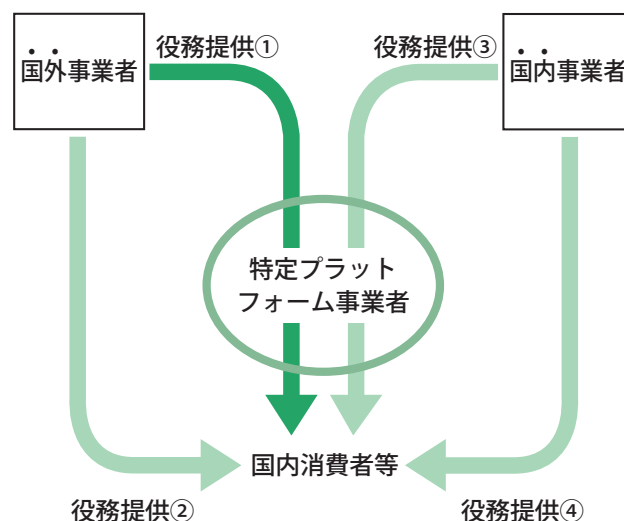 役務提供①
役務提供③
国外事業者
国内事業者
特定プラット
フォーム事業者
国内消費者等
役務提供②
役務提供④